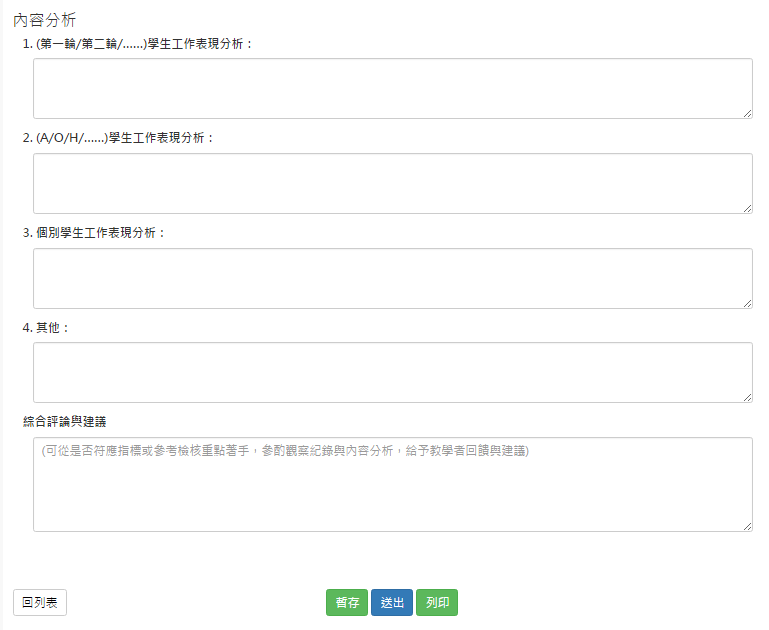 內容分析
1. (第一輪/第二輪/......)學生工作表現分析：
2. (A/O/H/......)學生工作表現分析：
3. 個別學生工作表現分析：
4. 其他：
綜合評論與建議
(可從是否符應指標或參考檢核重點著手，參酌觀察紀錄與內容分析，給予教學者回饋與建議)
回列表
暫存
送出
列印